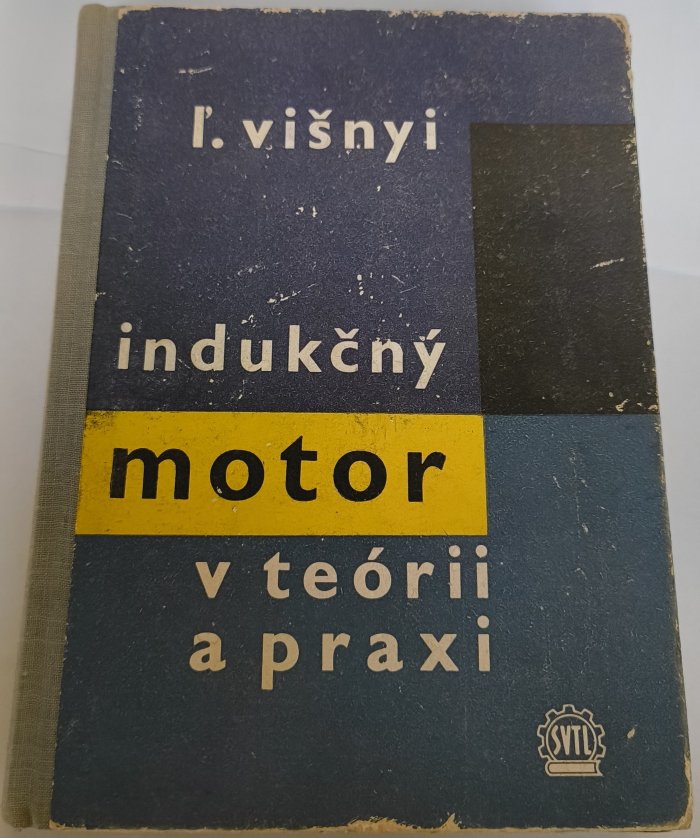 ľ. višnyi
indukčný
motor
v teórii
a praxi
SVTL